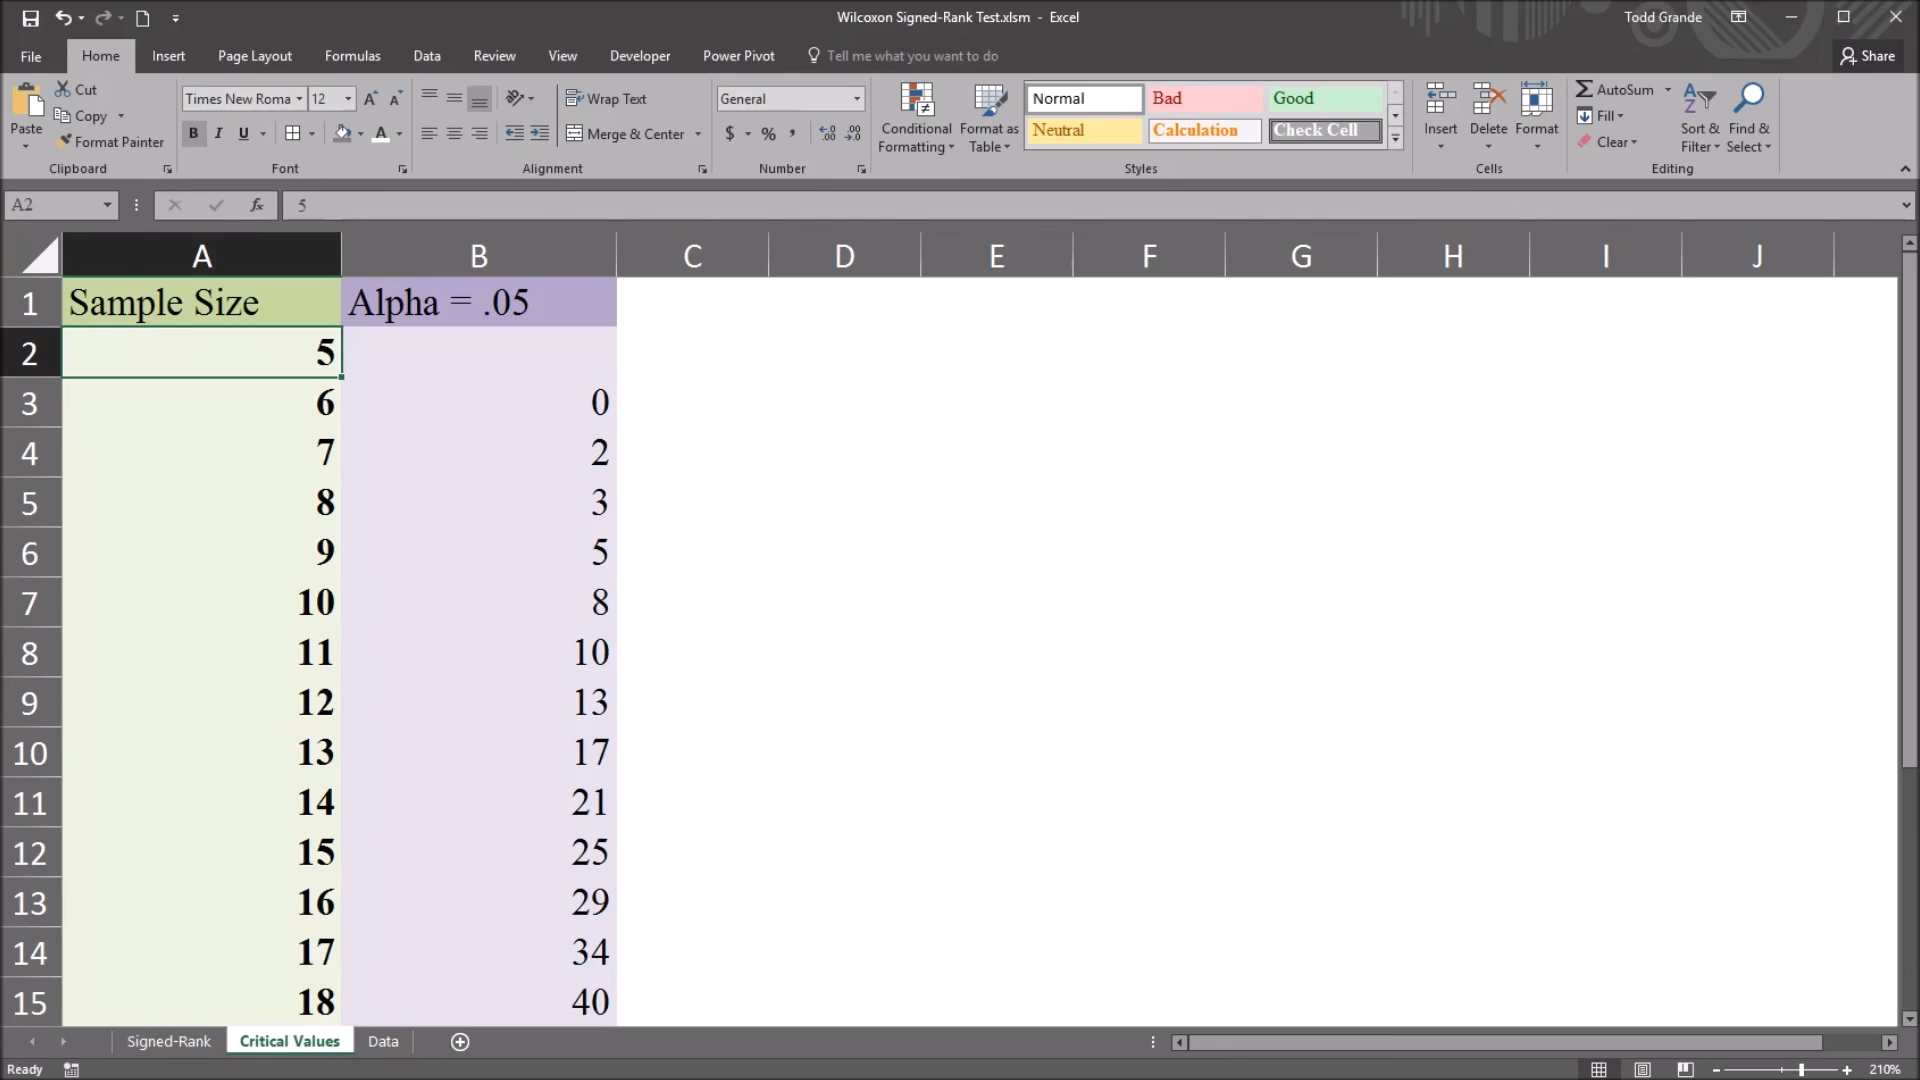 Wilcoxon Signed-Rank Test.xlsm - Excel
Todd Grande
File Home Insert Page Layout Formulas Data Review View Developer Power Pivot Tell me what you want to do Share
Paste
Cut
Copy
Format Painter
Clipboard
Times New Roma 12
B I U
Font
Wrap Text
Merge & Center
Alignment
General
$ % ,
Number
Conditional Formatting
Format as Table
Normal Bad Good
Neutral Calculation Check Cell
Styles
Insert Delete Format
Cells
AutoSum
Fill
Clear
Sort & Filter
Find & Select
Editing
A2 fx 5
A B C D E F G H I J
1 Sample Size Alpha = .05
2 5
3 6 0
4 7 2
5 8 3
6 9 5
7 10 8
8 11 10
9 12 13
10 13 17
11 14 21
12 15 25
13 16 29
14 17 34
15 18 40
Signed-Rank Critical Values Data
Ready 210%